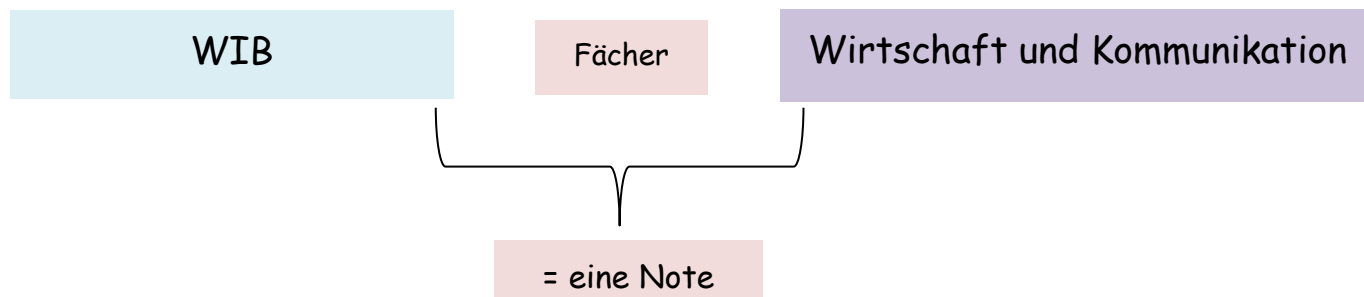 WIB
Fächer
Wirtschaft und Kommunikation
= eine Note